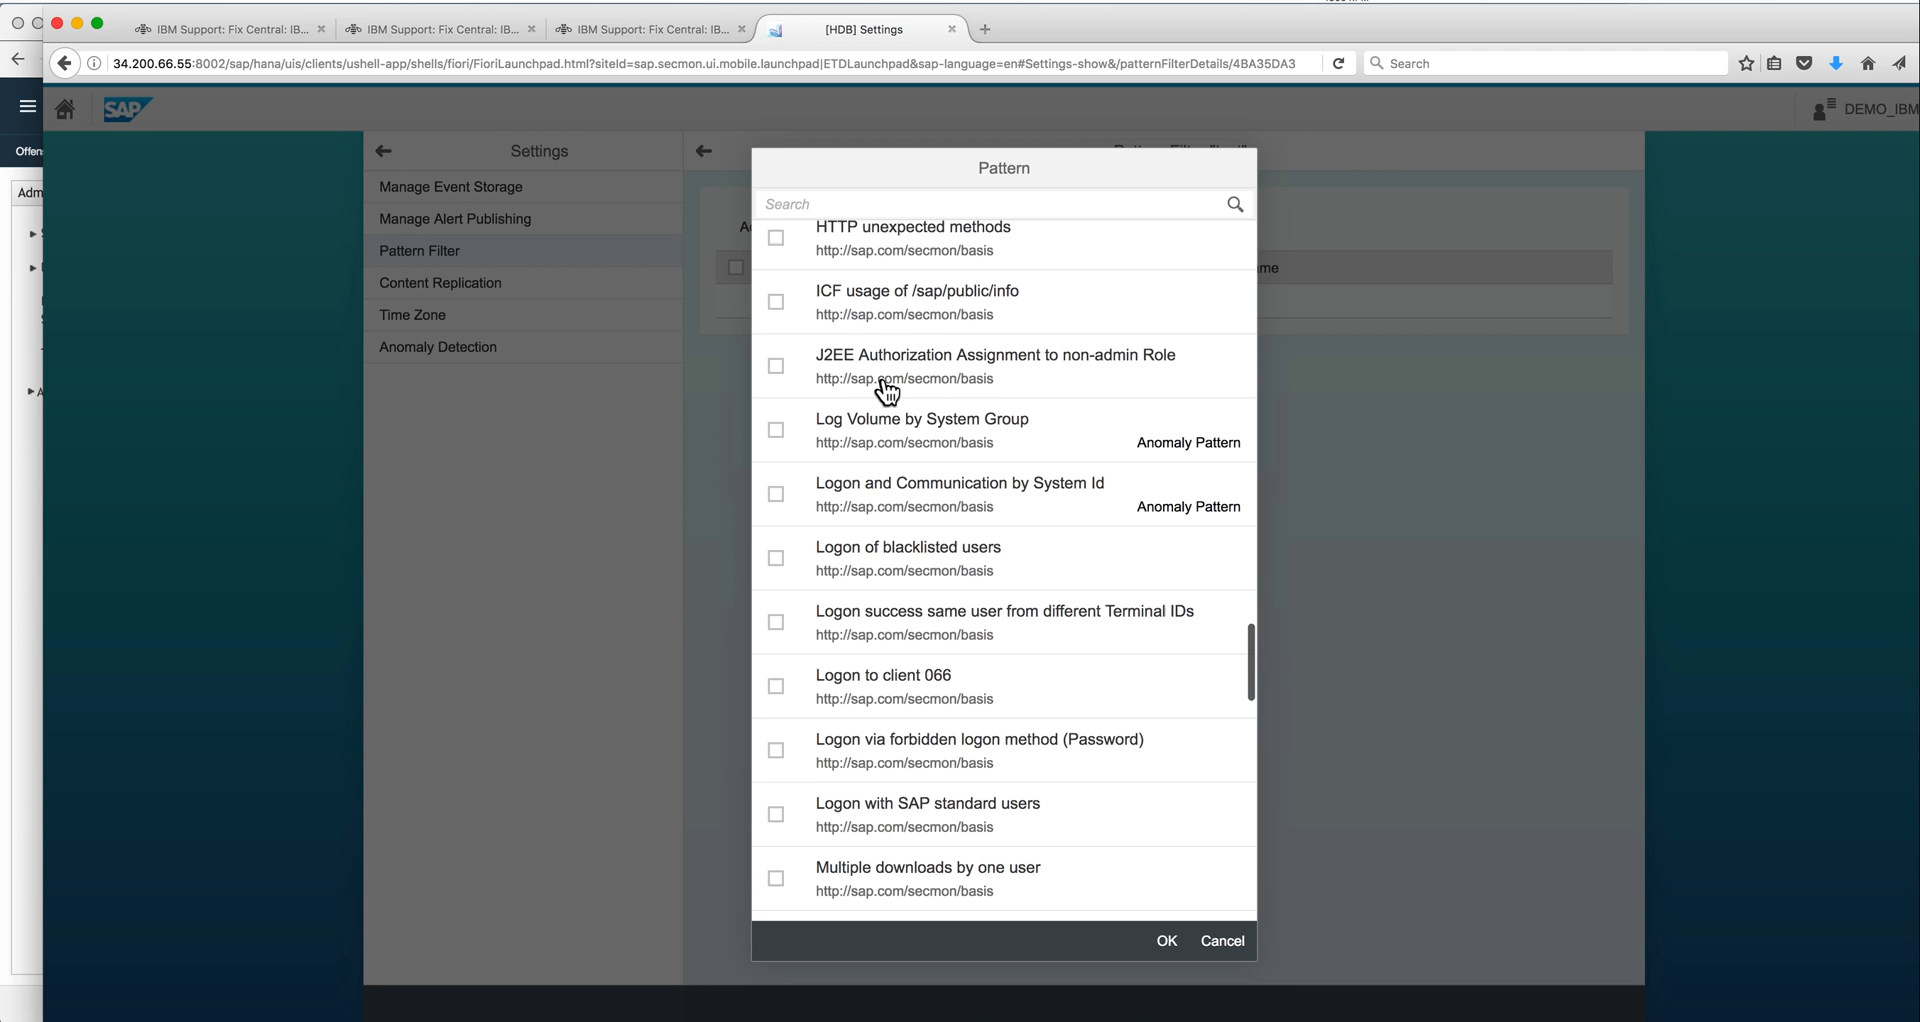 IBM Support: Fix Central: IB...
IBM Support: Fix Central: IB...
IBM Support: Fix Central: IB...
[HDB] Settings
34.200.66.55:8002/sap/hana/uis/clients/ushell-app/shells/fiori/FioriLaunchpad.html?siteId=sap.secmon.ui.mobile.launchpad|ETDLaunchpad&sap-language=en#Settings-show&/patternFilterDetails/4BA35DA3
Search
SAP
DEMO_IBM
Offen
Adm
Settings
Manage Event Storage
Manage Alert Publishing
Pattern Filter
Content Replication
Time Zone
Anomaly Detection
Pattern
Search
HTTP unexpected methods
http://sap.com/secmon/basis
ICF usage of /sap/public/info
http://sap.com/secmon/basis
J2EE Authorization Assignment to non-admin Role
http://sap.com/secmon/basis
Log Volume by System Group
http://sap.com/secmon/basis
Anomaly Pattern
Logon and Communication by System Id
http://sap.com/secmon/basis
Anomaly Pattern
Logon of blacklisted users
http://sap.com/secmon/basis
Logon success same user from different Terminal IDs
http://sap.com/secmon/basis
Logon to client 066
http://sap.com/secmon/basis
Logon via forbidden logon method (Password)
http://sap.com/secmon/basis
Logon with SAP standard users
http://sap.com/secmon/basis
Multiple downloads by one user
http://sap.com/secmon/basis
OK
Cancel